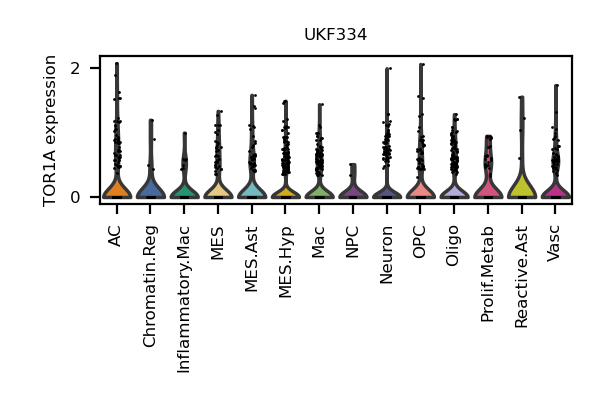 UKF334
TOR1A expression
2
0
AC
Chromatin.Reg
Inflammatory.Mac
MES
MES.Ast
MES.Hyp
Mac
NPC
Neuron
OPC
Oligo
Prolif.Metab
Reactive.Ast
Vasc